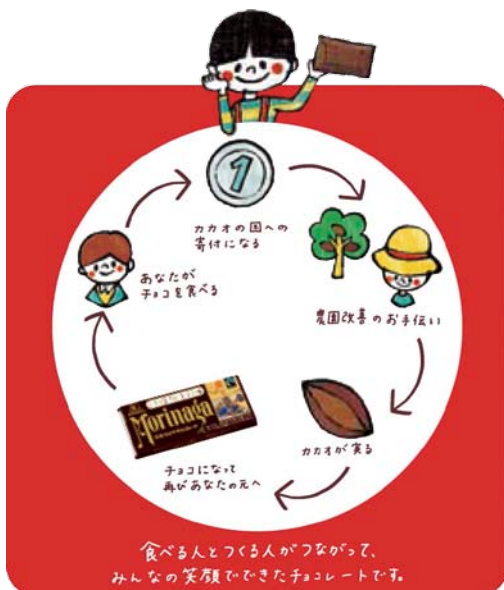 1
カカオの国への
寄付になる
農園改善のお手伝い
カカオが実る
Morinaga
チョコになって
再びあなたの元へ
あなたが
チョコを食べる
食べる人とつくる人がつながって、
みんなの笑顔でできたチョコレートです。